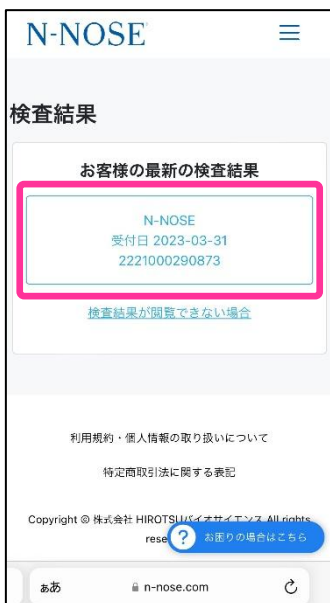 N-NOSE
検査結果
お客様の最新の検査結果
N-NOSE
受付日 2023-03-31
2221000290873
検査結果が閲覧できない場合
利用規約・個人情報の取り扱いについて
特定商取引法に関する表記
Copyright © 株式会社 HIROTSUバイオサイエンス All rights
rese
? お困りの場合はこちら
ぁあ
n-nose.com